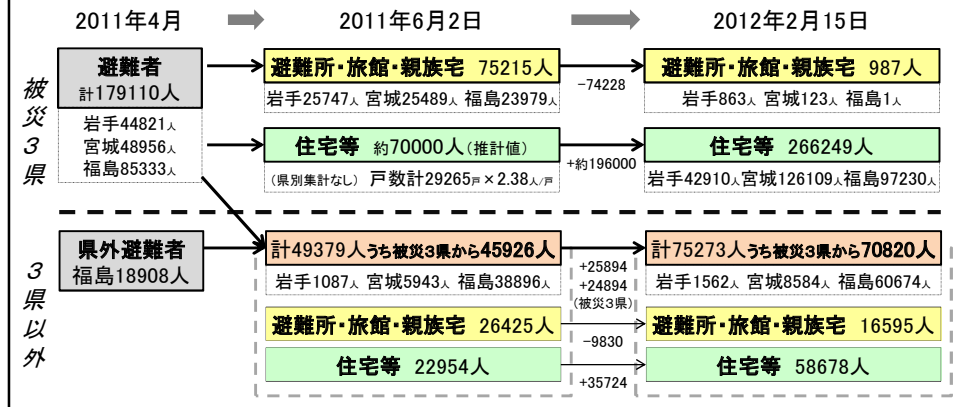 2011年4月 2011年6月2日 2012年2月15日
被災3県
避難者
計179110人
岩手44821人
宮城48956人
福島85333人
避難所・旅館・親族宅 75215人
岩手25747人 宮城25489人 福島23979人
-74228
避難所・旅館・親族宅 987人
岩手863人 宮城123人 福島1人
住宅等 約70000人(推計値)
(県別集計なし) 戸数計29265戸×2.38人/戸
+約196000
住宅等 266249人
岩手42910人宮城126109人福島97230人
3県以外
県外避難者
福島18908人
計49379人うち被災3県から45926人
岩手1087人 宮城5943人 福島38896人
+25894
+24894
(被災3県)
計75273人うち被災3県から70820人
岩手1562人 宮城8584人 福島60674人
避難所・旅館・親族宅 26425人
-9830
避難所・旅館・親族宅 16595人
住宅等 22954人
+35724
住宅等 58678人